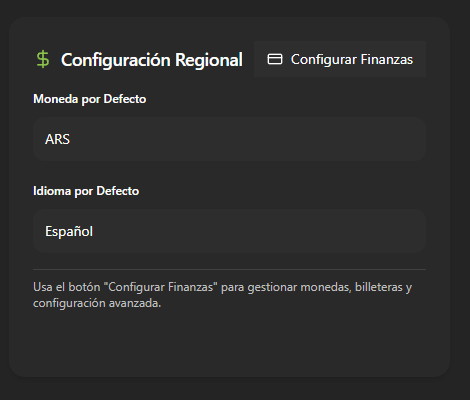 Configuración Regional
Configurar Finanzas
Moneda por Defecto
ARS
Idioma por Defecto
Español
Usa el botón "Configurar Finanzas" para gestionar monedas, billeteras y
configuración avanzada.